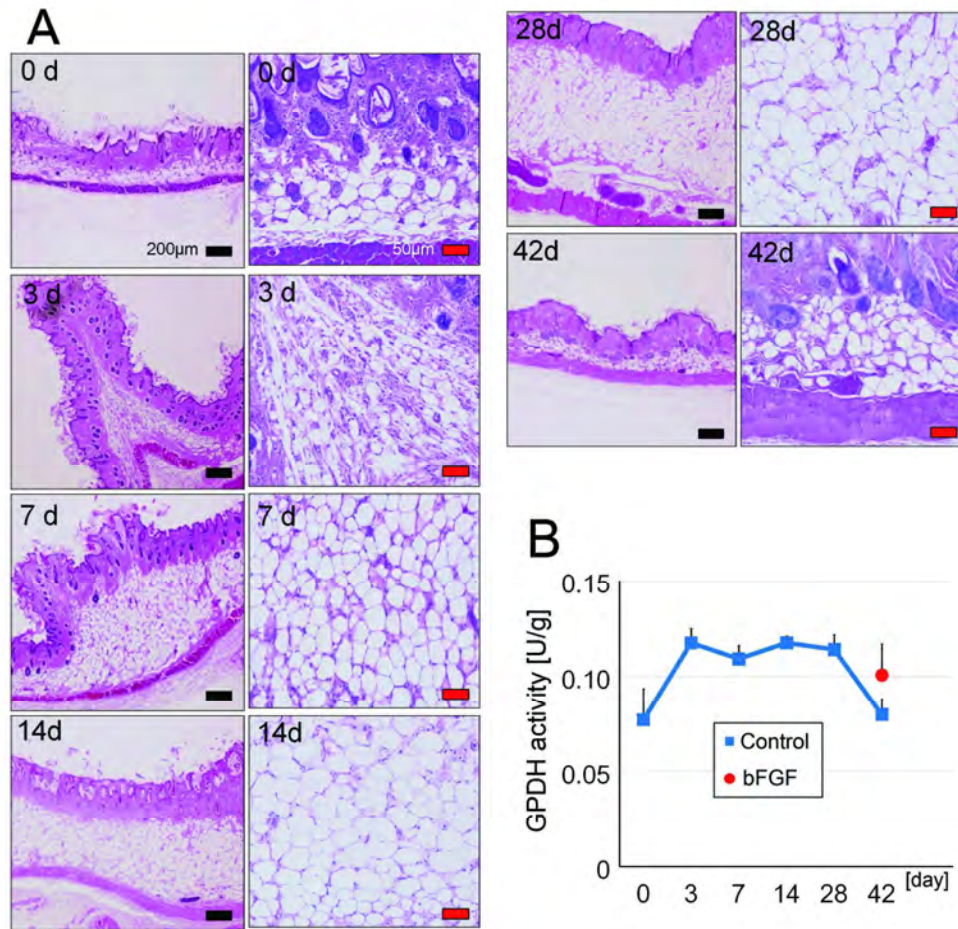 A
0 d
0 d
200μm
50μm
3 d
3 d
7 d
7 d
14d
14d
28d
28d
42d
42d
B
GPDH activity [U/g]
0.15
0.10
0.05
0
Control
bFGF
0 3 7 14 28 42 [day]